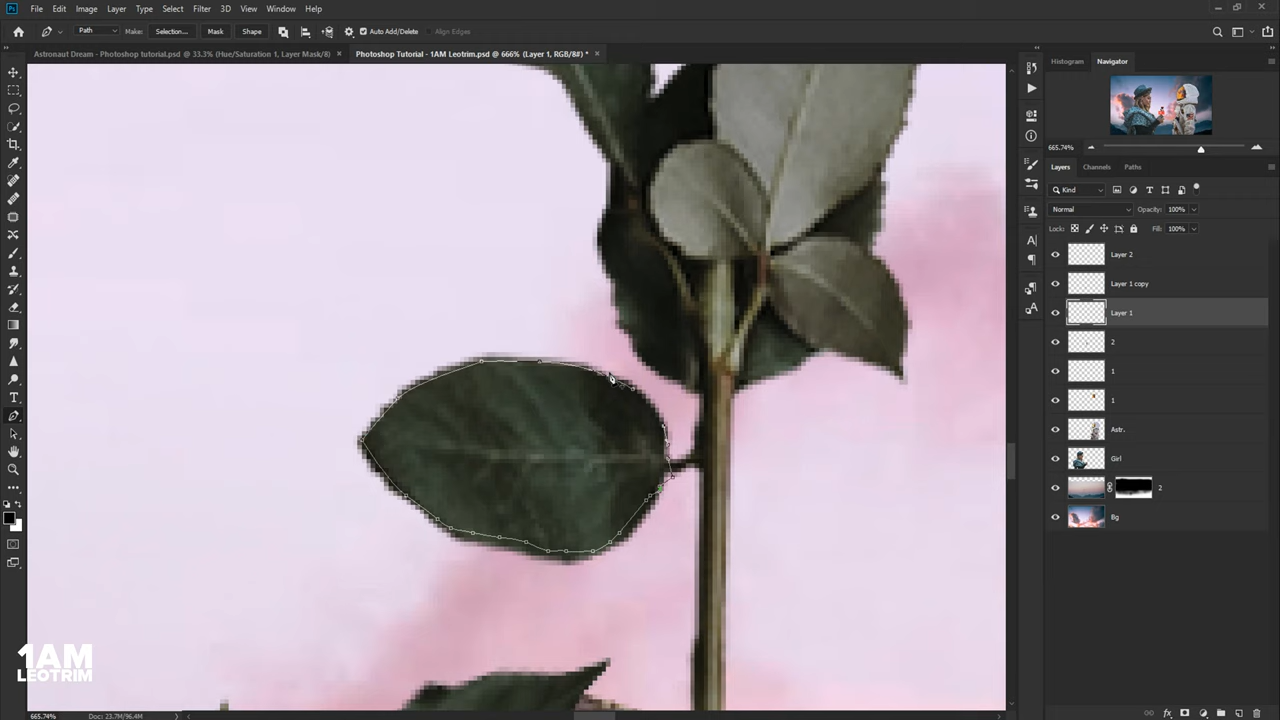 Ps File Edit Image Layer Type Select Filter 3D View Window Help
Path Make: Selection... Mask Shape Auto Add/Delete Align Edges
Astronaut Dream - Photoshop tutorial.psd @ 33.3% (Hue/Saturation 1, Layer Mask/8) × Photoshop Tutorial - 1AM Leotrim.psd @ 666% (Layer 1, RGB/8#) * ×
Histogram Navigator
665.74%
Layers Channels Paths
Kind
Normal Opacity: 100%
Lock: Fill: 100%
Layer 2
Layer 1 copy
Layer 1
2
1
1
Astr.
Girl
2
Bg
1AM
LEOTRIM
665.74% Doc: 23.7M/96.4M